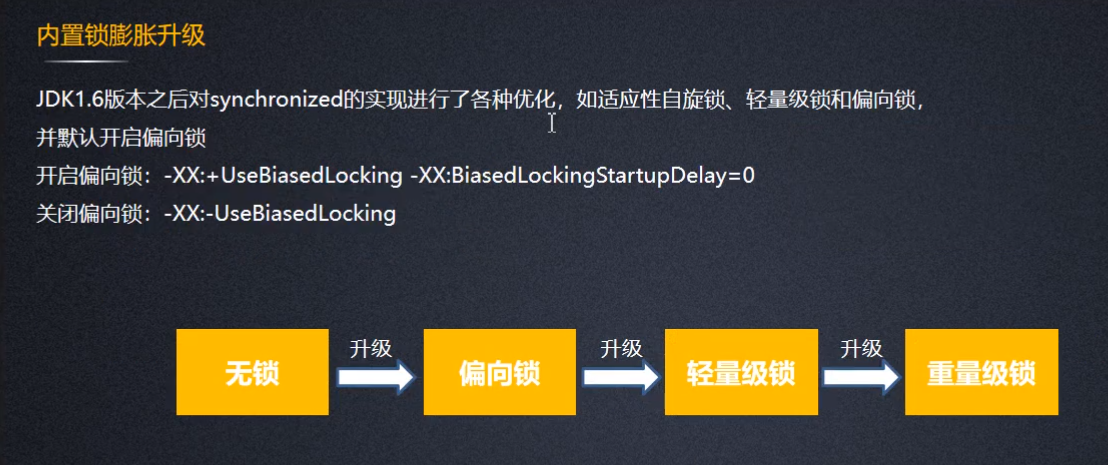 内置锁膨胀升级
JDK1.6版本之后对synchronized的实现进行了各种优化，如适应性自旋锁、轻量级锁和偏向锁，
并默认开启偏向锁
开启偏向锁：-XX:+UseBiasedLocking -XX:BiasedLockingStartupDelay=0
关闭偏向锁：-XX:-UseBiasedLocking
无锁 升级 偏向锁 升级 轻量级锁 升级 重量级锁